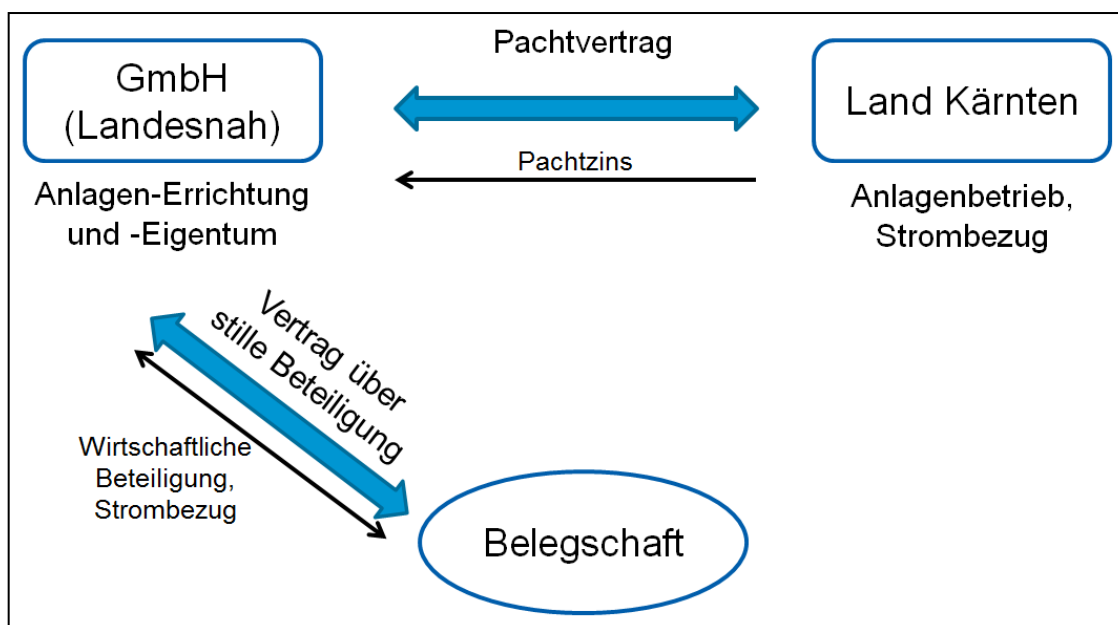 Pachtvertrag
GmbH
(Landesnah)
Land Kärnten
Pachtzins
Anlagen-Errichtung
und -Eigentum
Anlagenbetrieb,
Strombezug
Vertrag über
stille Beteiligung
Wirtschaftliche
Beteiligung,
Strombezug
Belegschaft